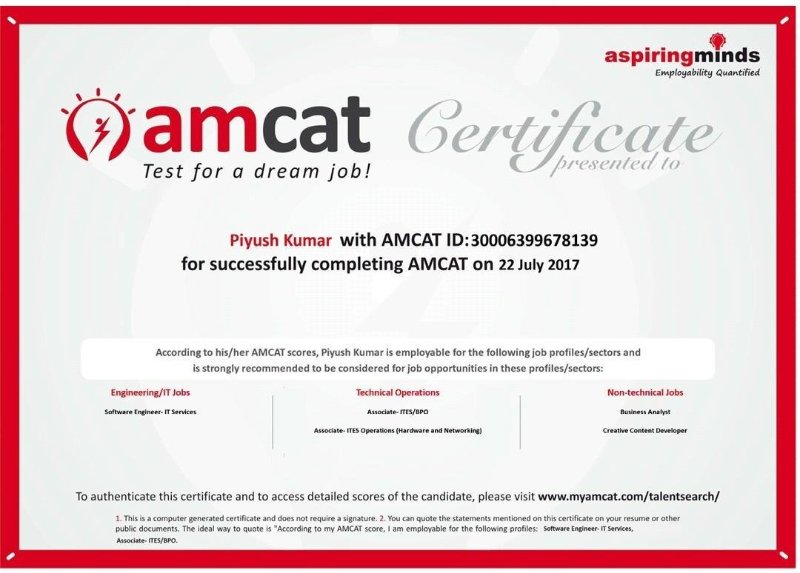 aspiringminds
Employability Quantified
amcat
Test for a dream job!
Certificate
presented to
Piyush Kumar with AMCAT ID:30006399678139
for successfully completing AMCAT on 22 July 2017
According to his/her AMCAT scores, Piyush Kumar is employable for the following job profiles/sectors and
is strongly recommended to be considered for job opportunities in these profiles/sectors:
Engineering/IT Jobs
Software Engineer- IT Services
Technical Operations
Associate- ITES/BPO
Associate- ITES Operations (Hardware and Networking)
Non-technical Jobs
Business Analyst
Creative Content Developer
To authenticate this certificate and to access detailed scores of the candidate, please visit www.myamcat.com/talentsearch/
1. This is a computer generated certificate and does not require a signature. 2. You can quote the statements mentioned on this certificate on your resume or other
public documents. The ideal way to quote is "According to my AMCAT score, I am employable for the following profiles: Software Engineer- IT Services,
Associate- ITES/BPO.